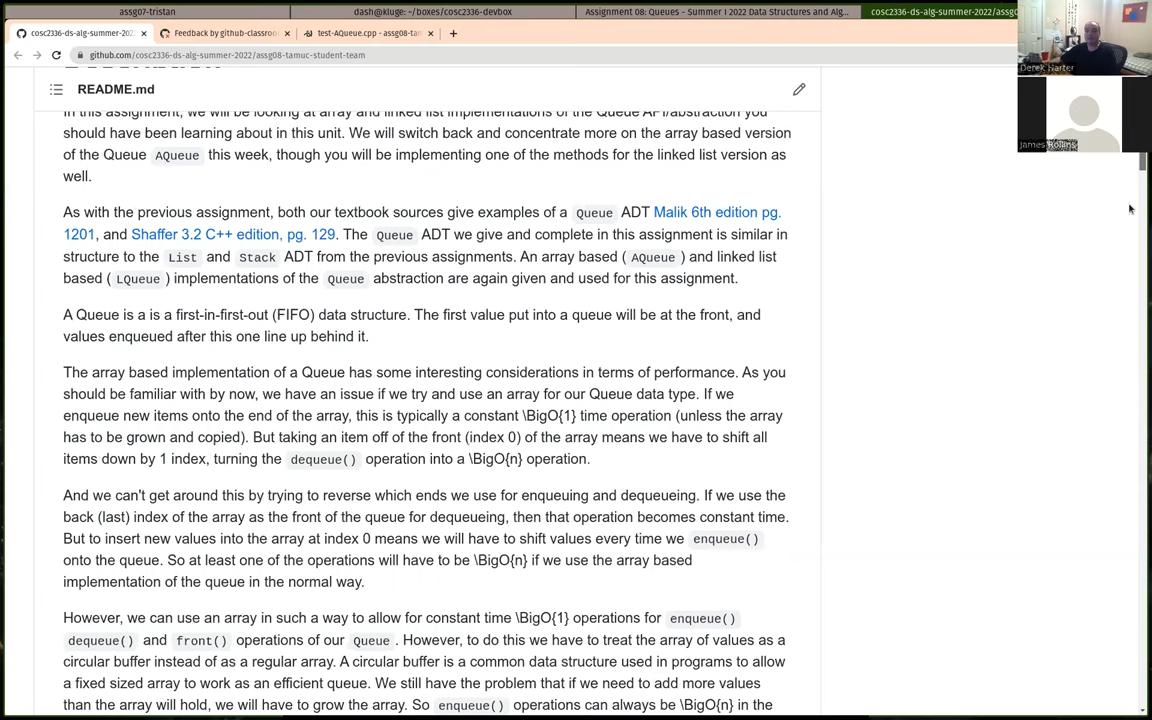 assg07-tristan
dash@kluge: ~/boxes/cosc2336-devbox
Assignment 08: Queues - Summer I 2022 Data Structures and Alg...
cosc2336-ds-alg-summer-2022/assg0
cosc2336-ds-alg-summer-202
Feedback by github-classroo
test-AQueue.cpp - assg08-ta
github.com/cosc2336-ds-alg-summer-2022/assg08-tamuc-student-team
Derek Harter
James Rollins
README.md
In this assignment, we will be looking at array and linked list implementations of the Queue API/abstraction you
should have been learning about in this unit. We will switch back and concentrate more on the array based version
of the Queue AQueue this week, though you will be implementing one of the methods for the linked list version as
well.
As with the previous assignment, both our textbook sources give examples of a Queue ADT Malik 6th edition pg.
1201, and Shaffer 3.2 C++ edition, pg. 129. The Queue ADT we give and complete in this assignment is similar in
structure to the List and Stack ADT from the previous assignments. An array based ( AQueue ) and linked list
based ( LQueue ) implementations of the Queue abstraction are again given and used for this assignment.
A Queue is a is a first-in-first-out (FIFO) data structure. The first value put into a queue will be at the front, and
values enqueued after this one line up behind it.
The array based implementation of a Queue has some interesting considerations in terms of performance. As you
should be familiar with by now, we have an issue if we try and use an array for our Queue data type. If we
enqueue new items onto the end of the array, this is typically a constant \BigO{1} time operation (unless the array
has to be grown and copied). But taking an item off of the front (index 0) of the array means we have to shift all
items down by 1 index, turning the dequeue() operation into a \BigO{n} operation.
And we can't get around this by trying to reverse which ends we use for enqueuing and dequeueing. If we use the
back (last) index of the array as the front of the queue for dequeueing, then that operation becomes constant time.
But to insert new values into the array at index 0 means we will have to shift values every time we enqueue()
onto the queue. So at least one of the operations will have to be \BigO{n} if we use the array based
implementation of the queue in the normal way.
However, we can use an array in such a way to allow for constant time \BigO{1} operations for enqueue()
dequeue() and front() operations of our Queue . However, to do this we have to treat the array of values as a
circular buffer instead of as a regular array. A circular buffer is a common data structure used in programs to allow
a fixed sized array to work as an efficient queue. We still have the problem that if we need to add more values
than the array will hold, we will have to grow the array. So enqueue() operations can always be \BigO{n} in the